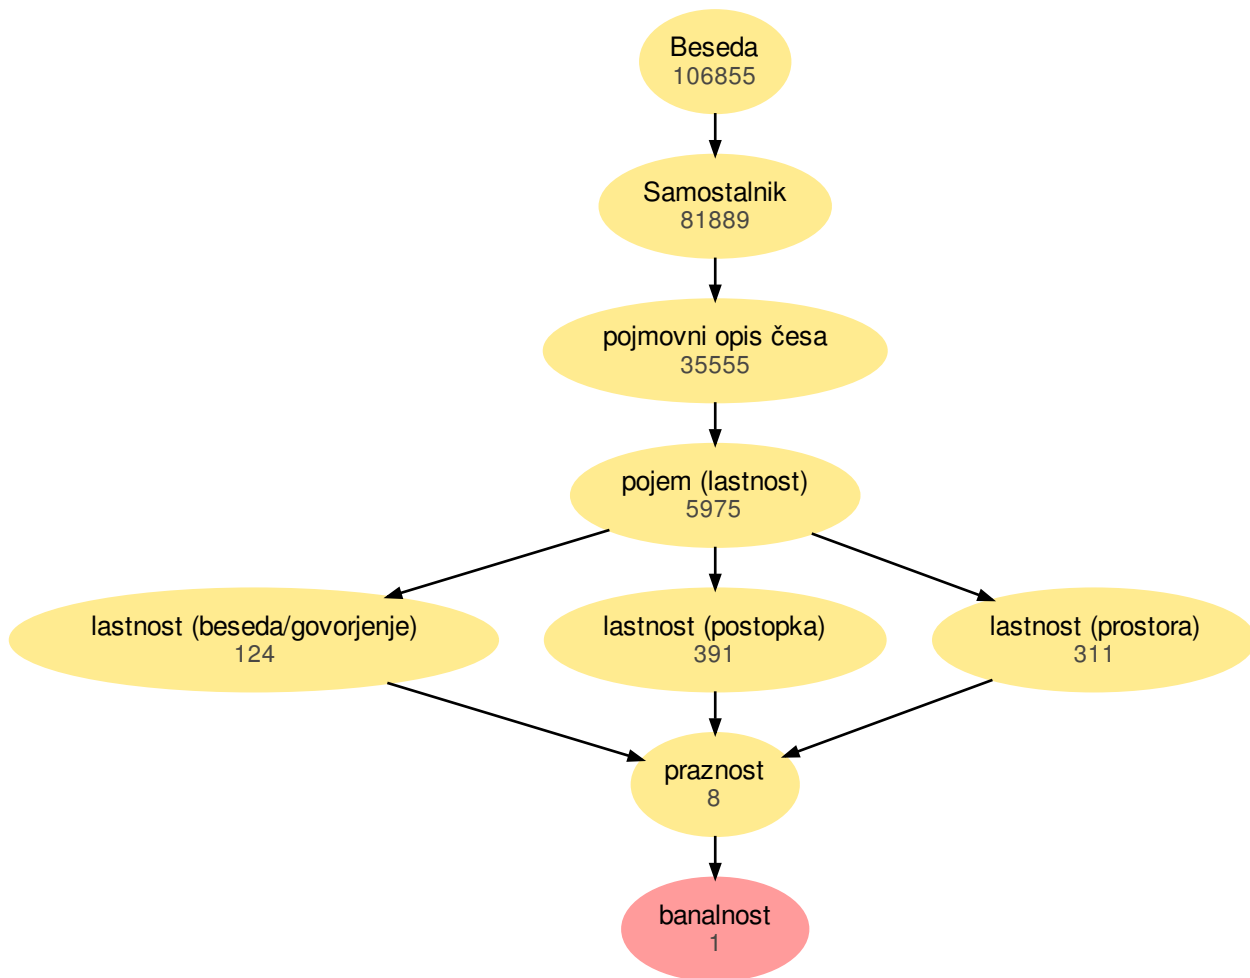 Beseda
106855
Samostalnik
81889
pojmovni opis česa
35555
pojem (lastnost)
5975
lastnost (beseda/govorjenje)
124
lastnost (postopka)
391
lastnost (prostora)
311
praznost
8
banalnost
1